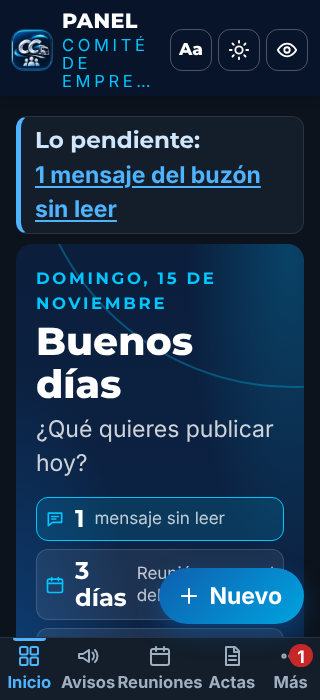 PANEL
COMITÉ
DE
EMPRE…
Aa
Lo pendiente:
1 mensaje del buzón
sin leer
DOMINGO, 15 DE
NOVIEMBRE
Buenos
días
¿Qué quieres publicar
hoy?
1 mensaje sin leer
3
días
del
+ Nuevo
Inicio
Avisos
Reuniones
Actas
Más
1